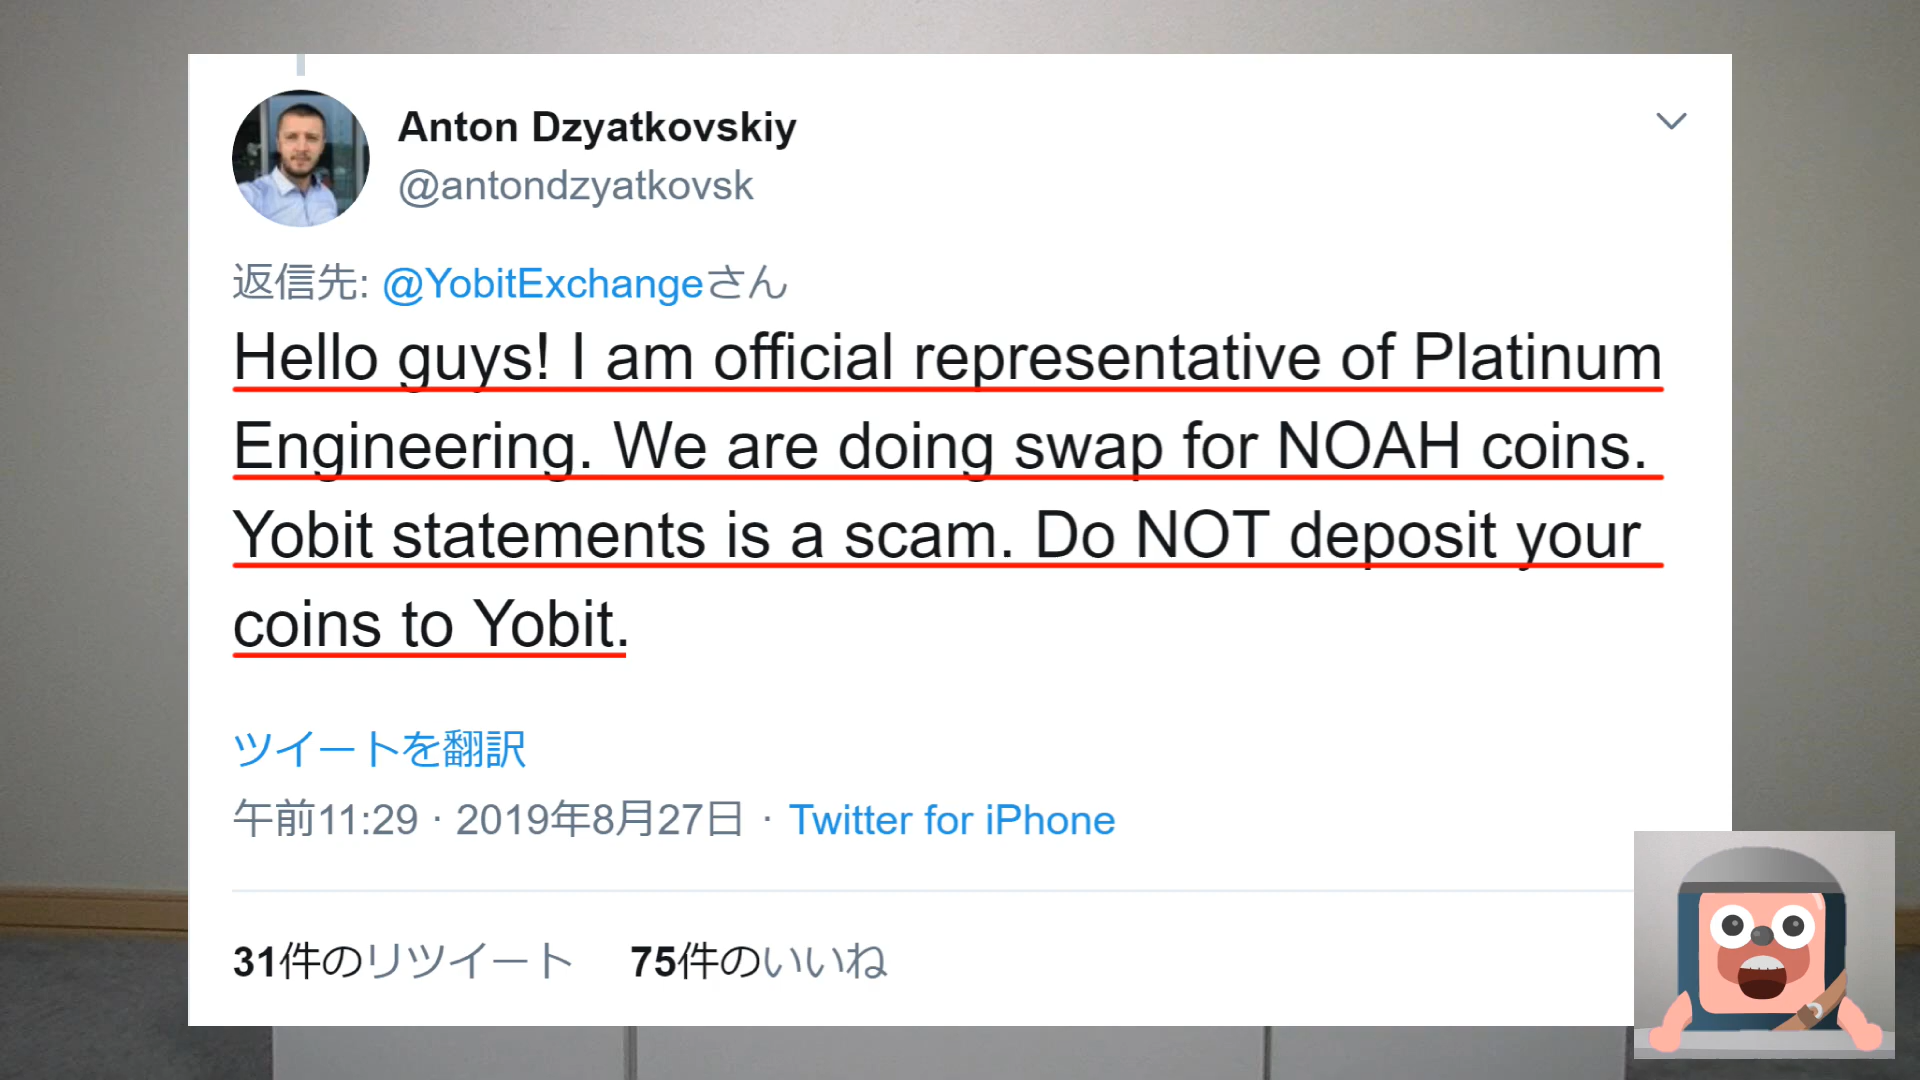 Anton Dzyatkovskiy
@antondzyatkovsk
返信先: @YobitExchangeさん
Hello guys! I am official representative of Platinum
Engineering. We are doing swap for NOAH coins.
Yobit statements is a scam. Do NOT deposit your
coins to Yobit.
ツイートを翻訳
午前11:29 · 2019年8月27日 · Twitter for iPhone
31件のリツイート 75件のいいね